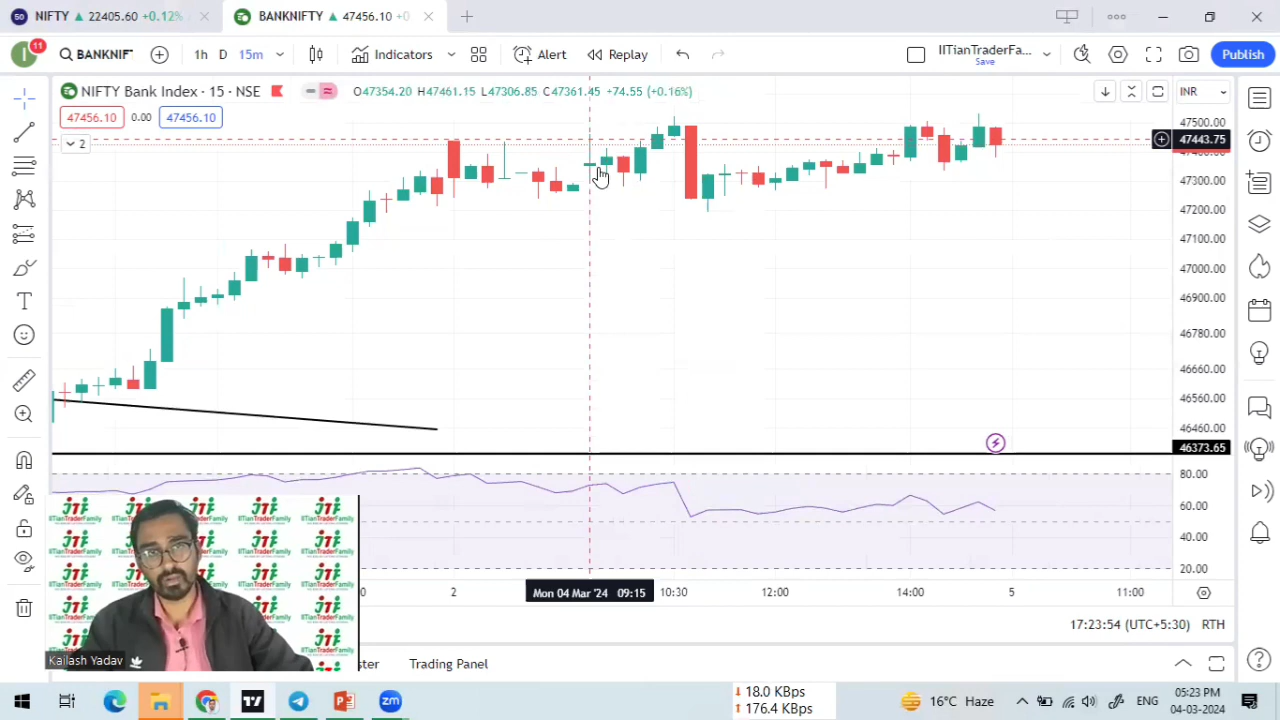 NIFTY ▲ 22405.60 +0.12%
BANKNIFTY ▲ 47456.10 +0
11
BANKNIF
1h D 15m
Indicators
Alert
Replay
IITianTraderFa...
Save
Publish
NIFTY Bank Index · 15 · NSE
O47354.20 H47461.15 L47306.85 C47361.45 +74.55 (+0.16%)
INR
47456.10 0.00 47456.10
2
47500.00
47443.75
47300.00
47200.00
47100.00
47000.00
46900.00
46780.00
46660.00
46560.00
46460.00
46373.65
80.00
60.00
40.00
20.00
2
Mon 04 Mar '24 09:15
10:30
12:00
14:00
5
11:00
17:23:54 (UTC+5:30) RTH
JTF
IITianTraderFamily
Kailash Yadav
ster
Trading Panel
18.0 KBps
176.4 KBps
16°C Haze
ENG
05:23 PM
04-03-2024